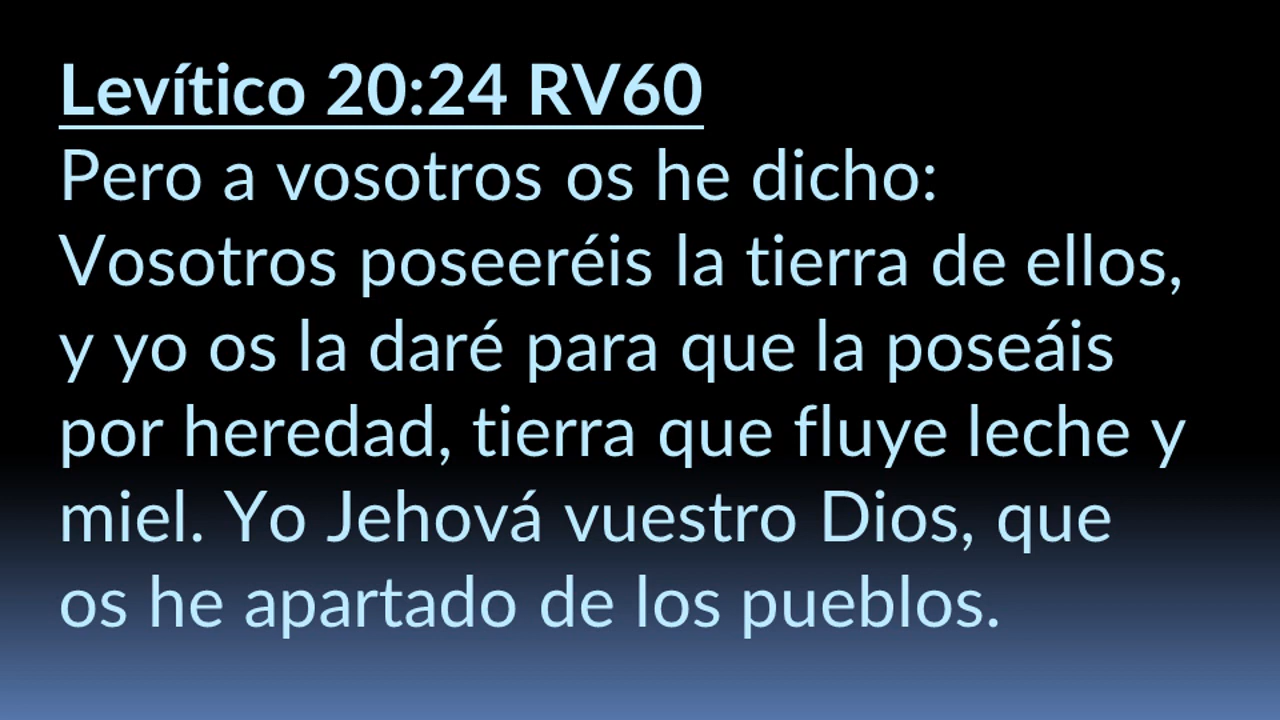 Levítico 20:24 RV60
Pero a vosotros os he dicho:
Vosotros poseeréis la tierra de ellos,
y yo os la daré para que la poseáis
por heredad, tierra que fluye leche y
miel. Yo Jehová vuestro Dios, que
os he apartado de los pueblos.